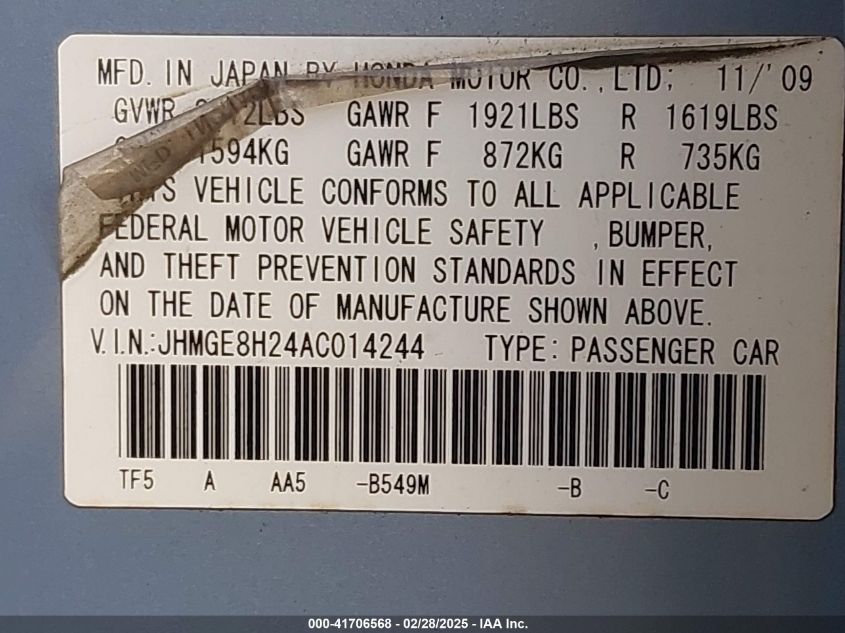 MFD. IN JAPAN BY HONDA MOTOR CO., LTD; 11/'09
GVWR LBS GAWR F 1921LBS R 1619LBS
1594KG GAWR F 872KG R 735KG
THIS VEHICLE CONFORMS TO ALL APPLICABLE
FEDERAL MOTOR VEHICLE SAFETY , BUMPER,
AND THEFT PREVENTION STANDARDS IN EFFECT
ON THE DATE OF MANUFACTURE SHOWN ABOVE.
V.I.N.:JHMGE8H24AC014244 TYPE: PASSENGER CAR
TF5 A AA5 -B549M -B -C
000-41706568 - 02/28/2025 - IAA Inc.